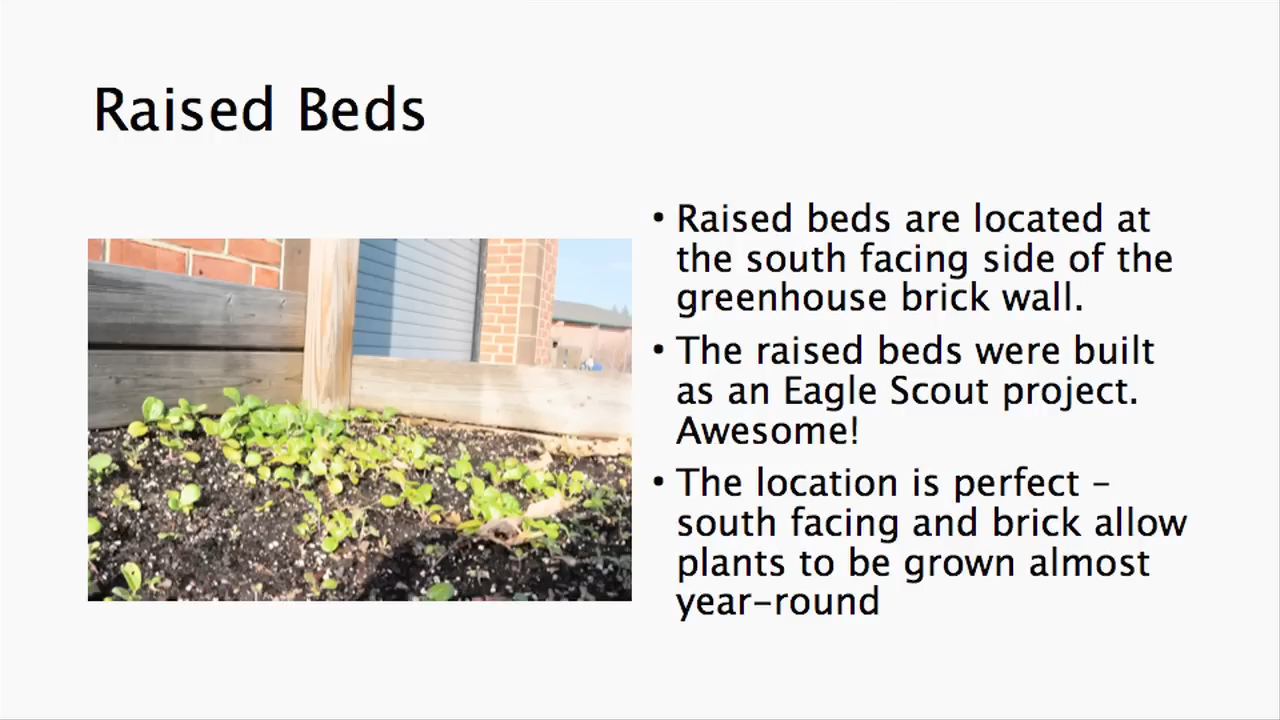 Raised Beds
• Raised beds are located at
the south facing side of the
greenhouse brick wall.
• The raised beds were built
as an Eagle Scout project.
Awesome!
• The location is perfect –
south facing and brick allow
plants to be grown almost
year-round